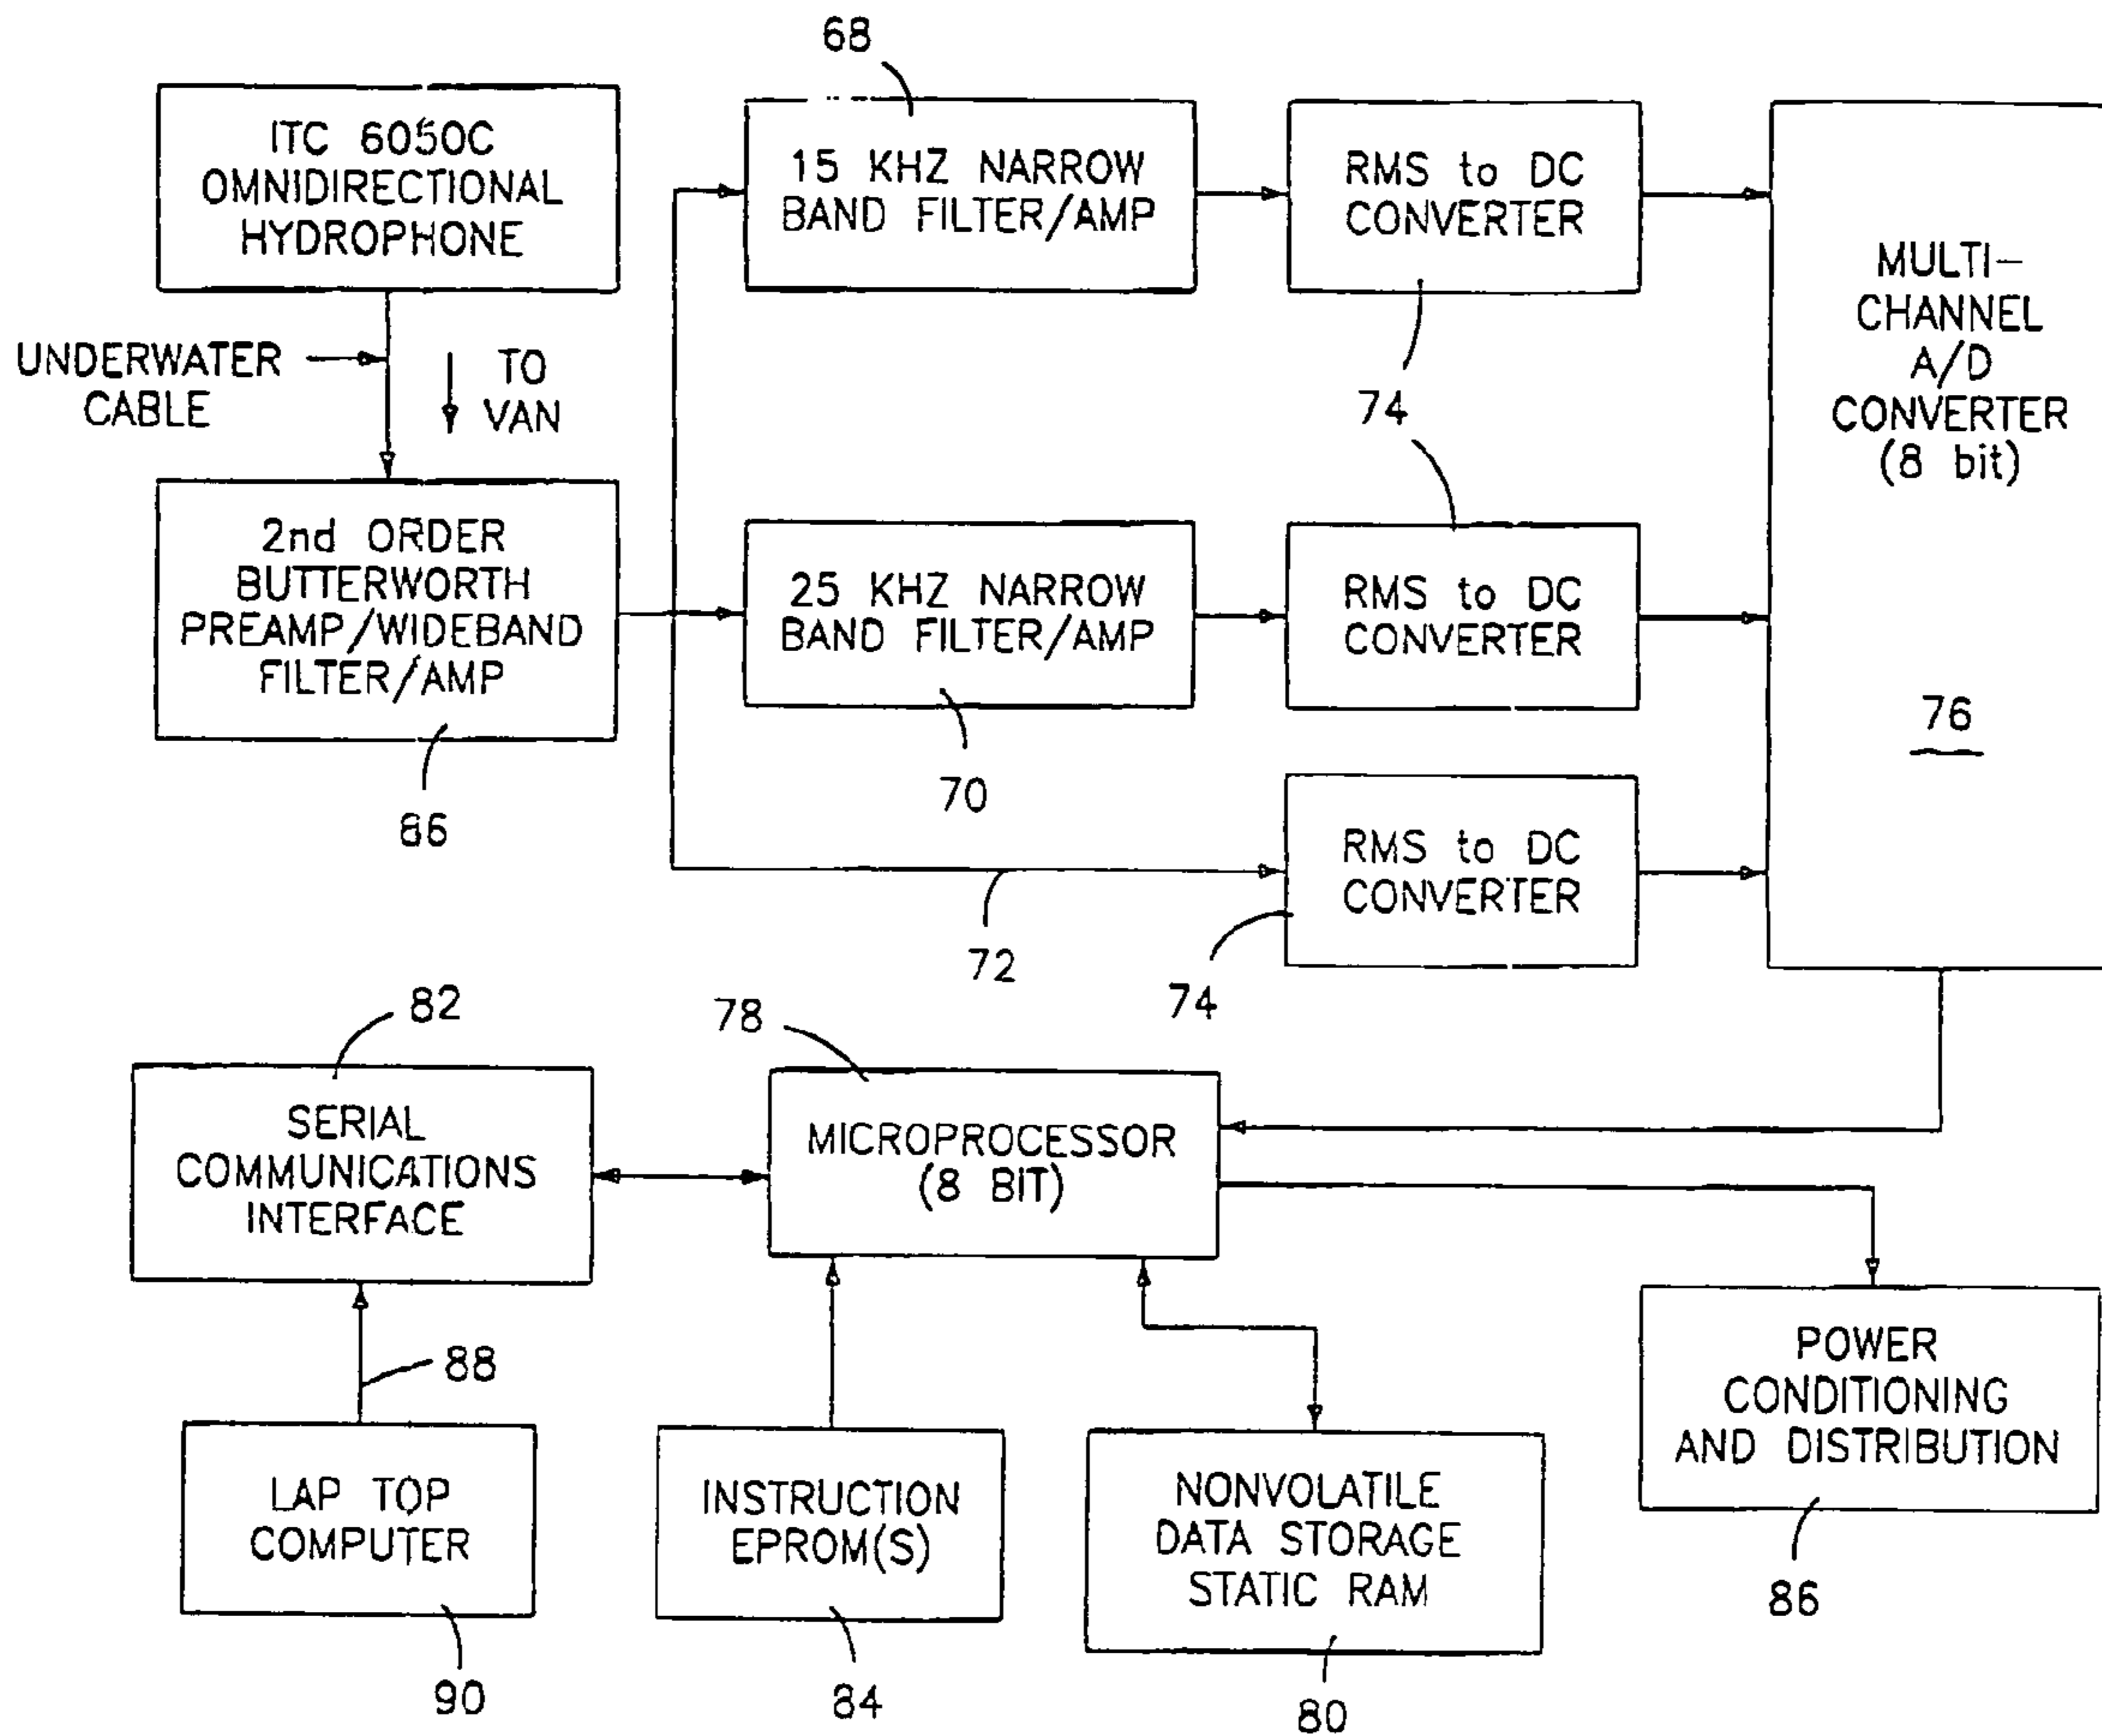 68
ITC 6050C
OMNIDIRECTIONAL
HYDROPHONE
15 KHZ NARROW
BAND FILTER/AMP
RMS to DC
CONVERTER
MULTI-
CHANNEL
A/D
CONVERTER
(8 bit)
76
UNDERWATER
CABLE
TO
VAN
74
2nd ORDER
BUTTERWORTH
PREAMP/WIDEBAND
FILTER/AMP
25 KHZ NARROW
BAND FILTER/AMP
RMS to DC
CONVERTER
70
RMS to DC
CONVERTER
72
74
82
78
SERIAL
COMMUNICATIONS
INTERFACE
MICROPROCESSOR
(8 BIT)
88
POWER
CONDITIONING
AND DISTRIBUTION
LAP TOP
COMPUTER
INSTRUCTION
EPROM(S)
NONVOLATILE
DATA STORAGE
STATIC RAM
86
90
84
80